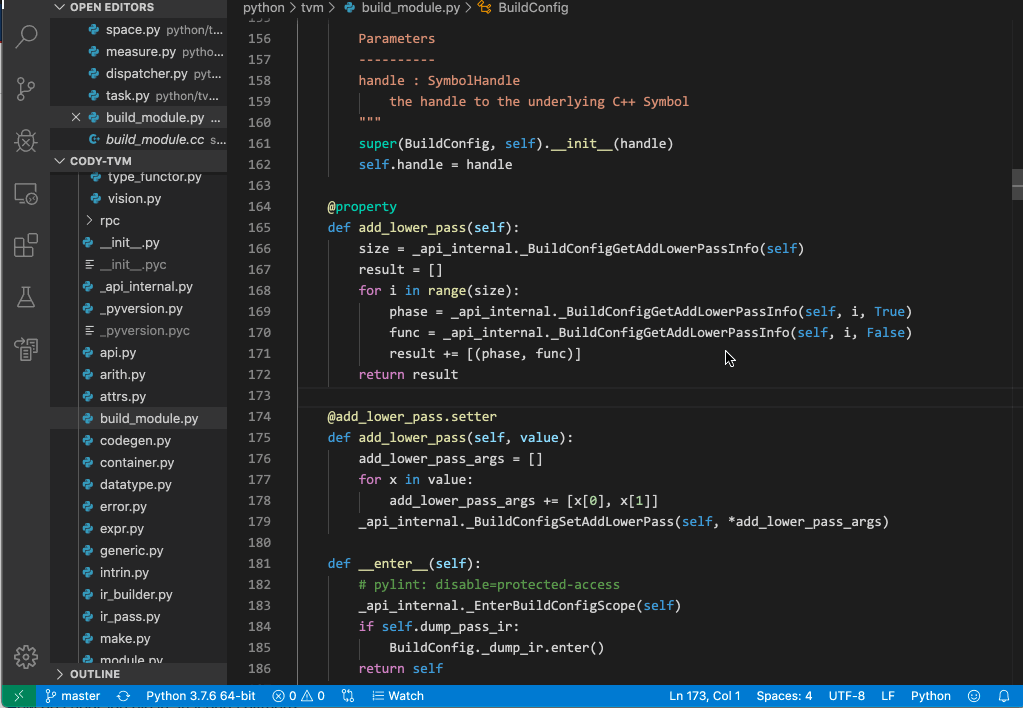 OPEN EDITORS
space.py python/t...
measure.py pytho...
dispatcher.py pyt...
task.py python/tv...
build_module.py ...
build_module.cc s...
CODY-TVM
type_functor.py
vision.py
rpc
__init__.py
__init__.pyc
_api_internal.py
_pyversion.py
_pyversion.pyc
api.py
arith.py
attrs.py
build_module.py
codegen.py
container.py
datatype.py
error.py
expr.py
generic.py
intrin.py
ir_builder.py
ir_pass.py
make.py
module.py
OUTLINE
python > tvm > build_module.py > BuildConfig
155
156 Parameters
157 ----------
158 handle : SymbolHandle
159 the handle to the underlying C++ Symbol
160 """
161 super(BuildConfig, self).__init__(handle)
162 self.handle = handle
163
164 @property
165 def add_lower_pass(self):
166 size = _api_internal._BuildConfigGetAddLowerPassInfo(self)
167 result = []
168 for i in range(size):
169 phase = _api_internal._BuildConfigGetAddLowerPassInfo(self, i, True)
170 func = _api_internal._BuildConfigGetAddLowerPassInfo(self, i, False)
171 result += [(phase, func)]
172 return result
173
174 @add_lower_pass.setter
175 def add_lower_pass(self, value):
176 add_lower_pass_args = []
177 for x in value:
178 add_lower_pass_args += [x[0], x[1]]
179 _api_internal._BuildConfigSetAddLowerPass(self, *add_lower_pass_args)
180
181 def __enter__(self):
182 # pylint: disable=protected-access
183 _api_internal._EnterBuildConfigScope(self)
184 if self.dump_pass_ir:
185 BuildConfig._dump_ir.enter()
186 return self
master Python 3.7.6 64-bit 0 0 Watch Ln 173, Col 1 Spaces: 4 UTF-8 LF Python